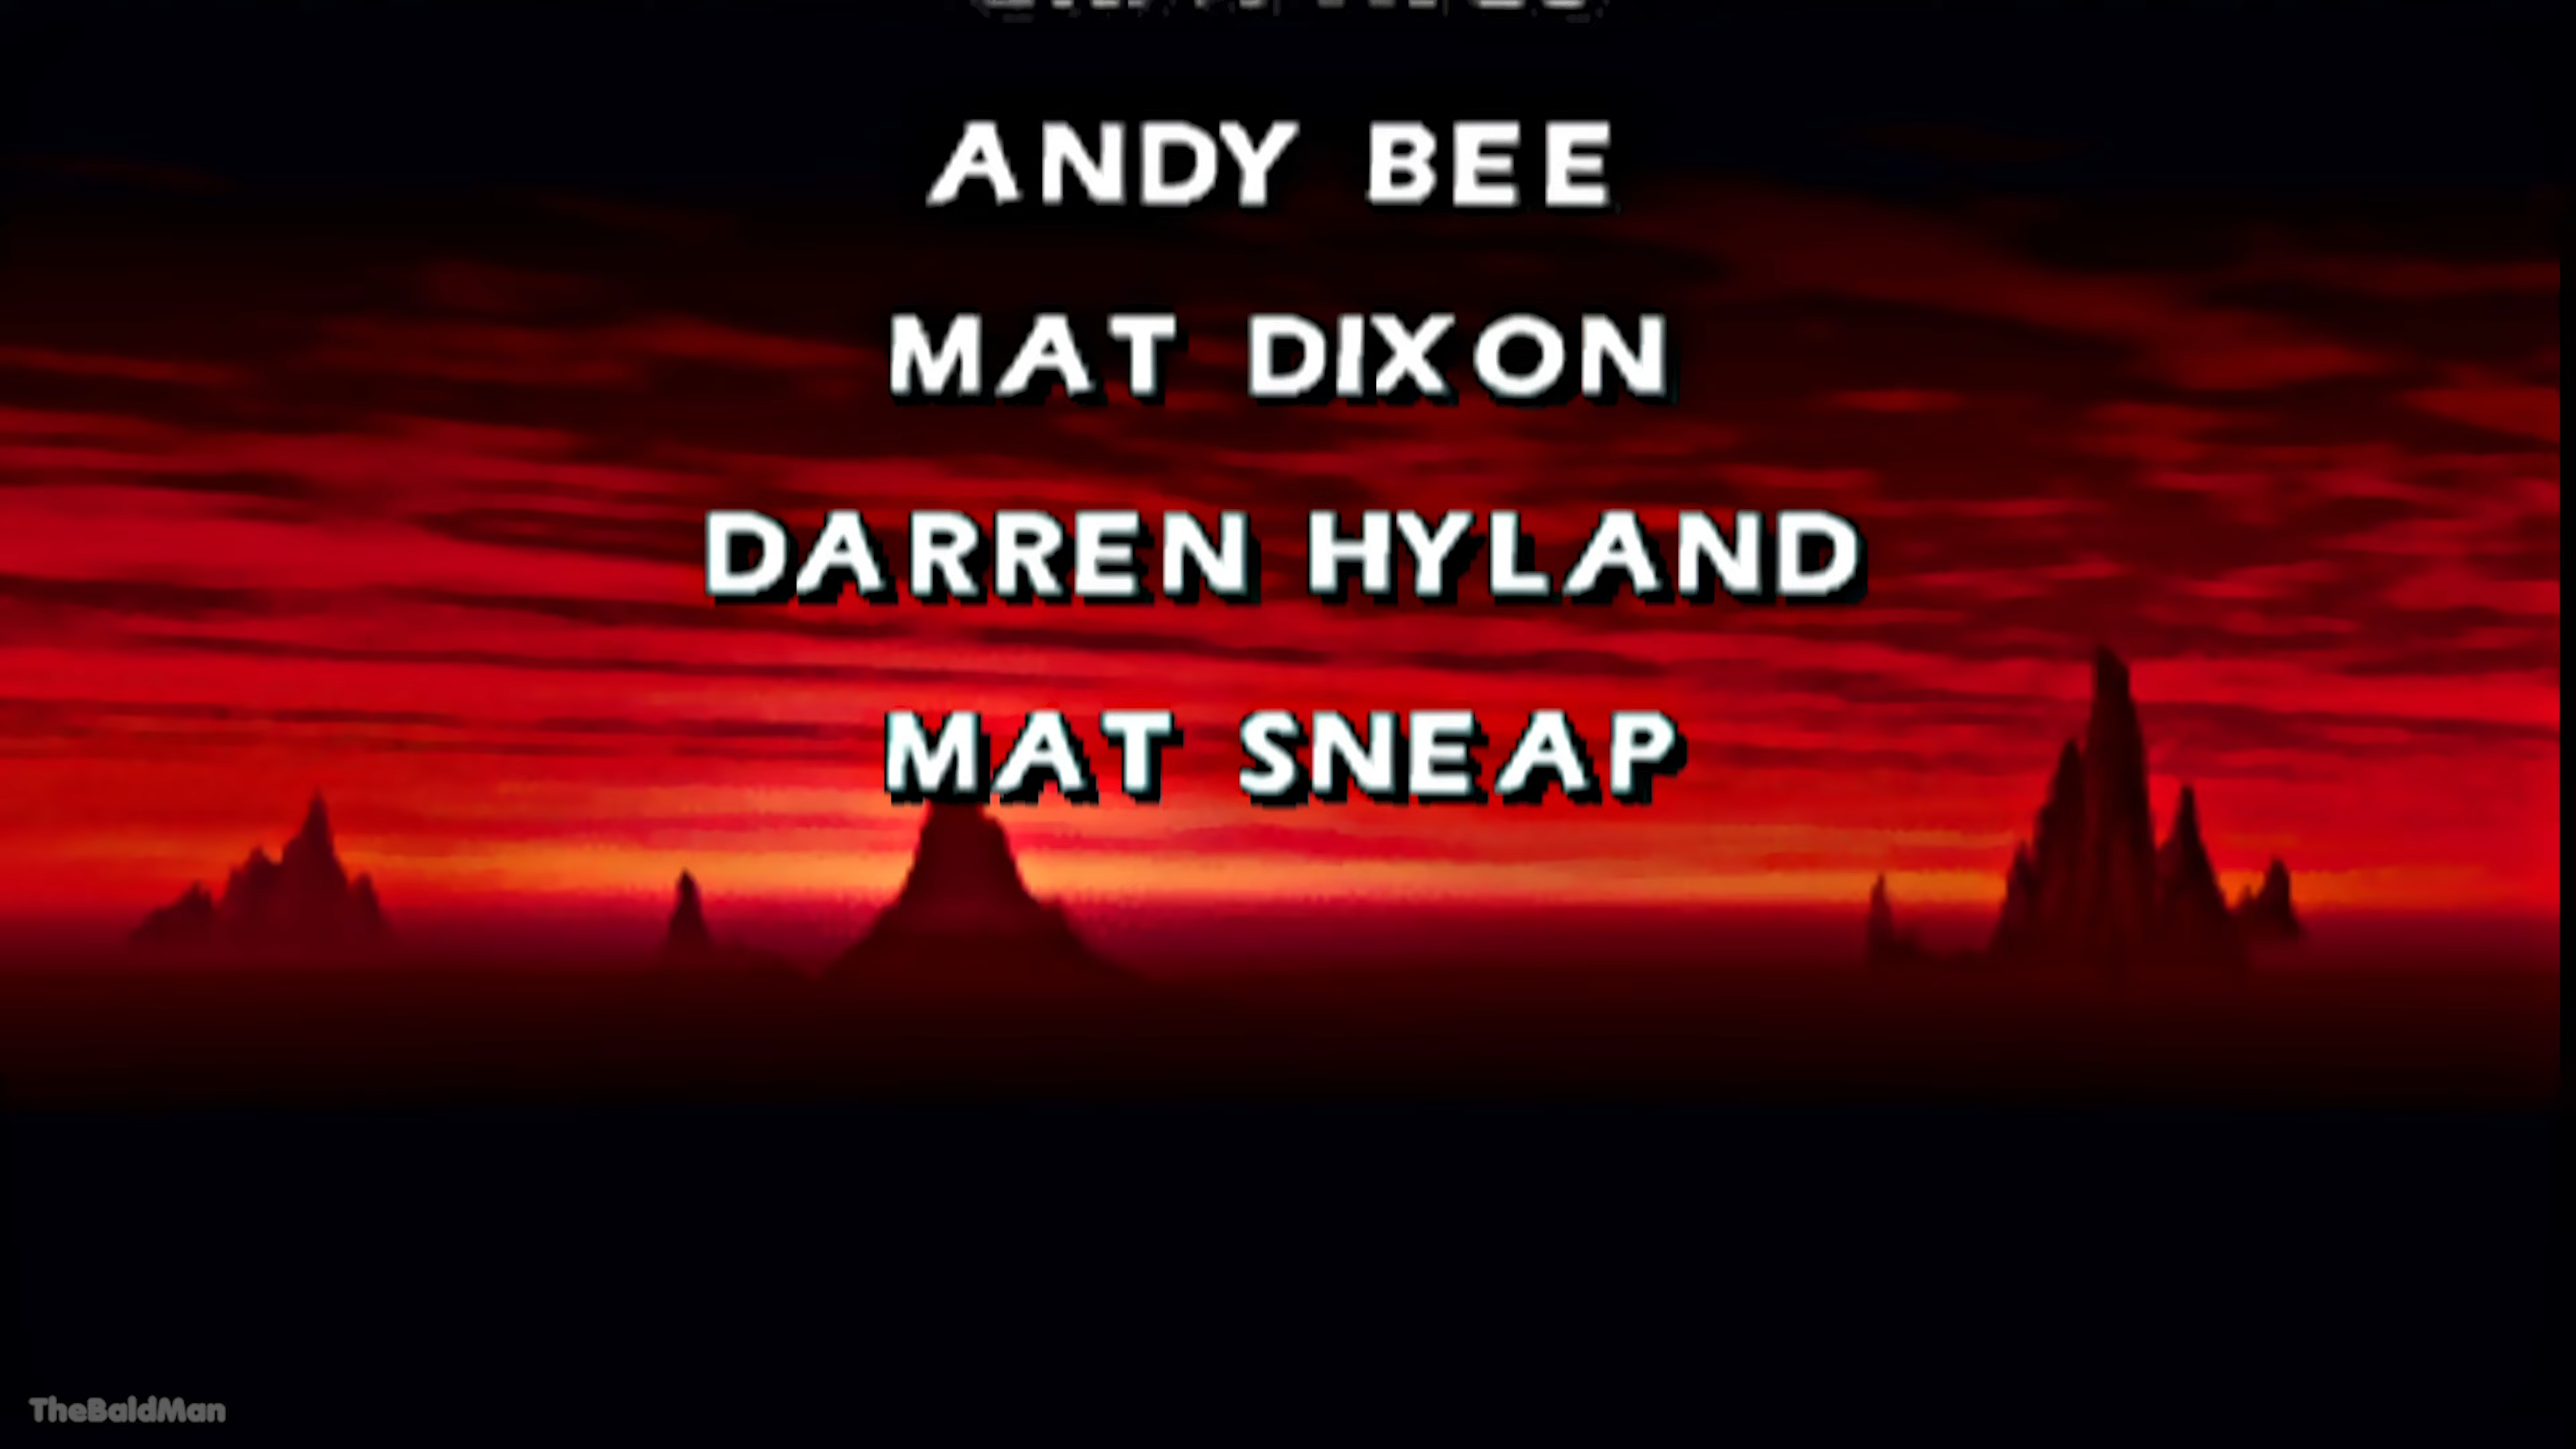 ANDY BEE
MAT DIXON
DARREN HYLAND
MAT SNEAP
TheBaldMan